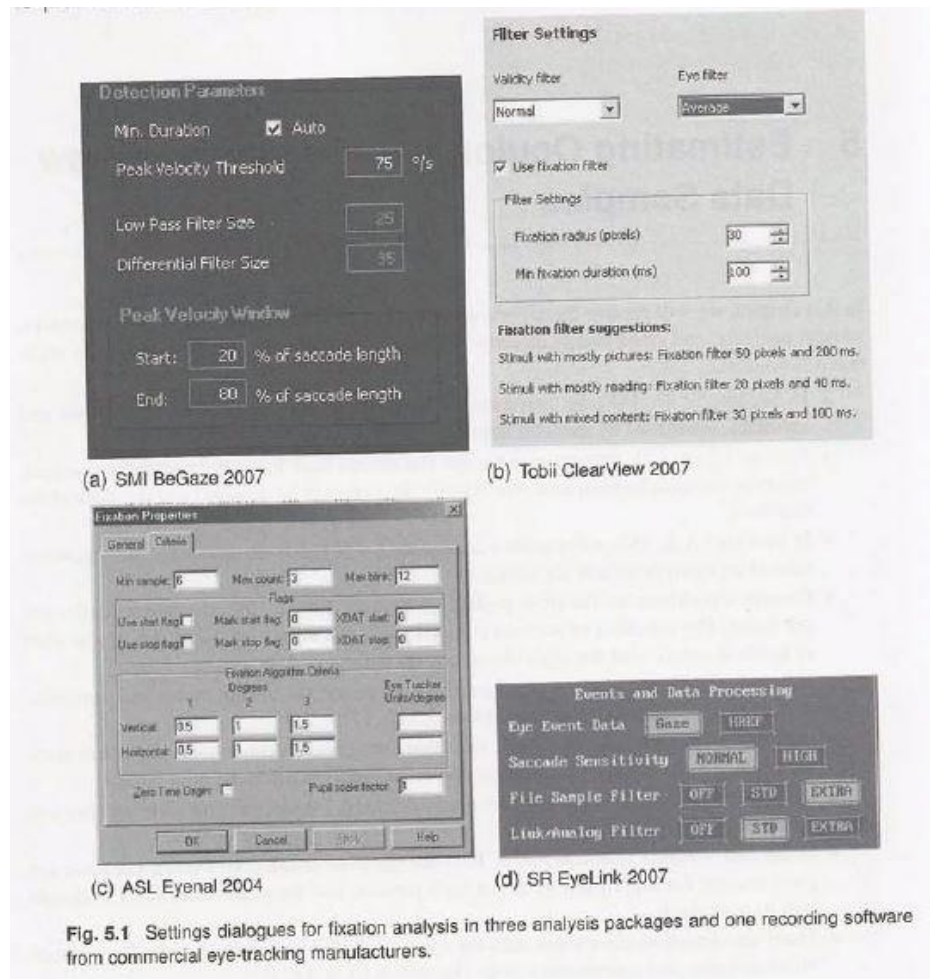 Detection Parameters
Min. Duration Auto
Peak Velocity Threshold 75 °/s
Low Pass Filter Size 25
Differential Filter Size 35
Peak Velocity Window
Start: 20 % of saccade length
End: 80 % of saccade length
(a) SMI BeGaze 2007
Filter Settings
Validity filter Eye filter
Normal Average
Use fixation filter
Filter Settings
Fixation radius (pixels) 30
Min fixation duration (ms) 100
Fixation filter suggestions:
Stimuli with mostly pictures: Fixation filter 50 pixels and 200 ms.
Stimuli with mostly reading: Fixation filter 20 pixels and 40 ms.
Stimuli with mixed content: Fixation filter 30 pixels and 100 ms.
(b) Tobii ClearView 2007
Fixation Properties
General Criteria
Min sample: 6 Max count: 3 Max blink: 12
Flags
Use start flag Mark start flag: 0 XDAT start: 0
Use stop flag Mark stop flag: 0 XDAT stop: 0
Fixation Algorithm Criteria
Degrees Eye Tracker
1 2 3 Units/degree
Vertical: 0.5 1 1.5
Horizontal: 0.5 1 1.5
Zero Time Origin: Pupil scale factor:
OK Cancel Apply Help
(c) ASL Eyenal 2004
Events and Data Processing
Eye Event Data Gaze HREF
Saccade Sensitivity NORMAL HIGH
File Sample Filter OFF STD EXTRA
Link/Analog Filter OFF STD EXTRA
(d) SR EyeLink 2007
Fig. 5.1 Settings dialogues for fixation analysis in three analysis packages and one recording software
from commercial eye-tracking manufacturers.